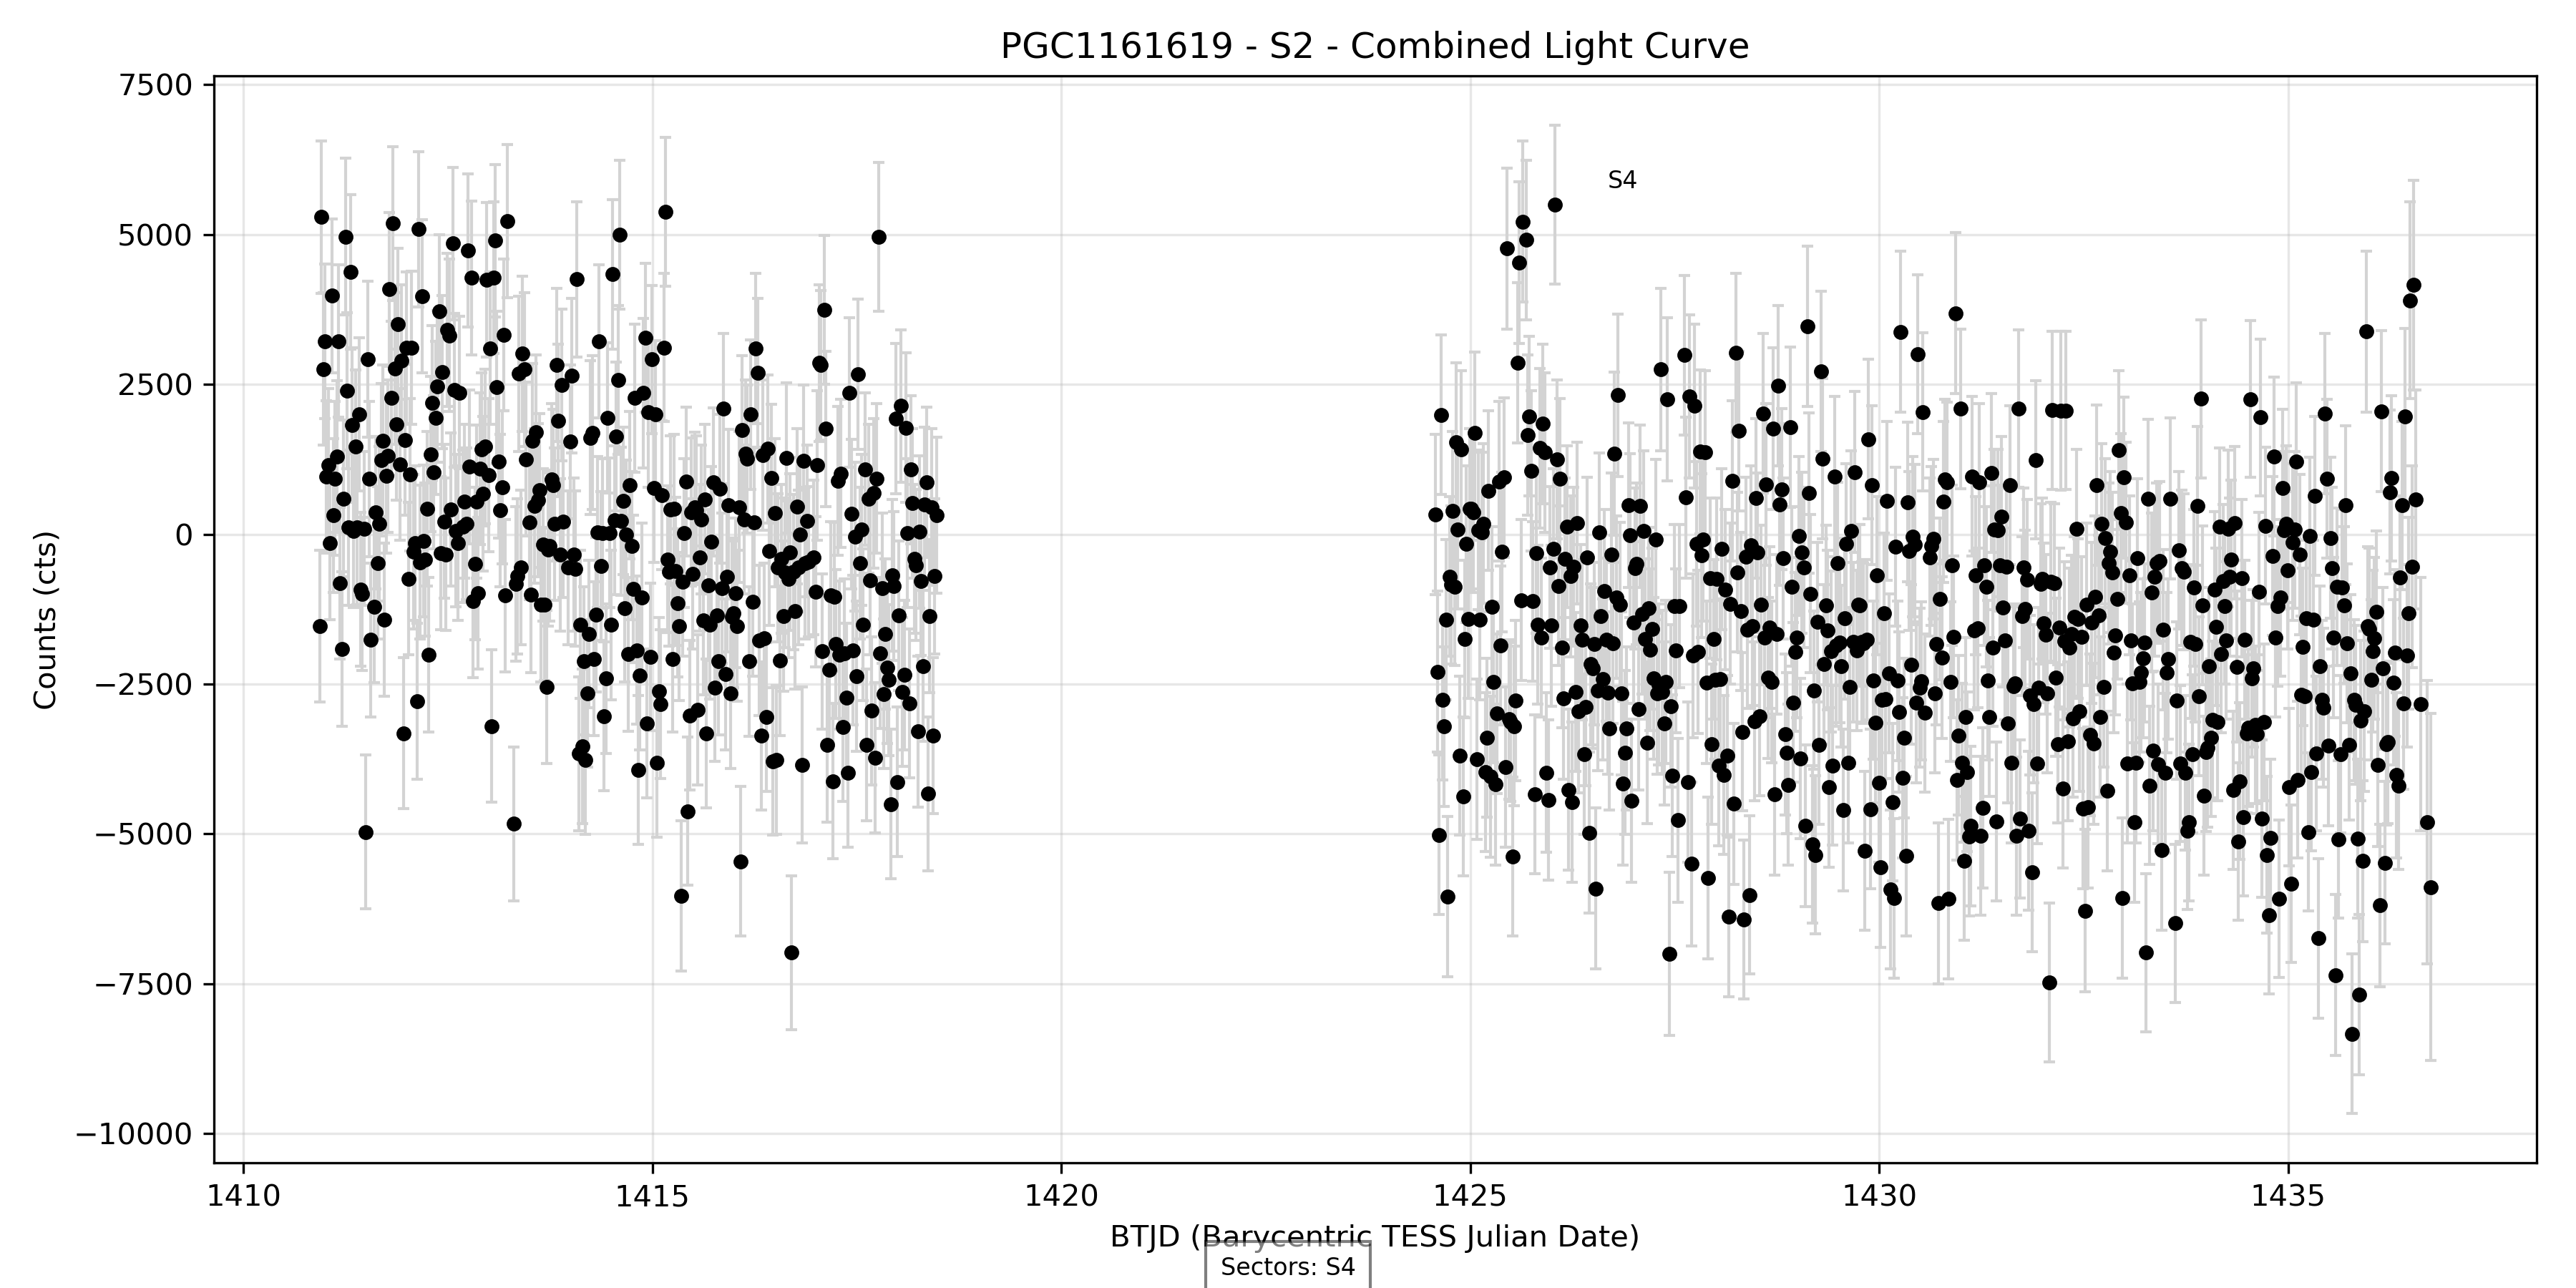 PGC1161619 - S2 - Combined Light Curve
7500
5000
2500
0
−2500
−5000
−7500
−10000
Counts (cts)
S4
1410
1415
1420
1425
1430
1435
BTJD (Barycentric TESS Julian Date)
Sectors: S4